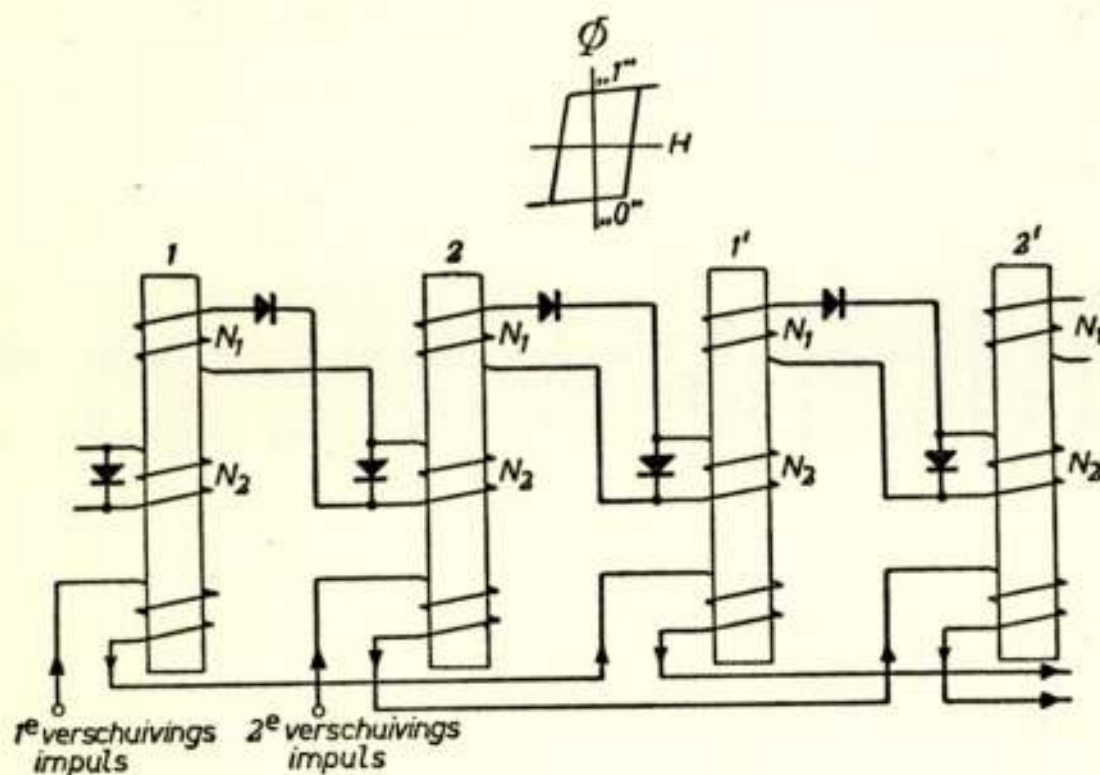 Φ
„1”
H
„0”
1
2
1'
2'
N₁
N₁
N₁
N₁
N₂
N₂
N₂
N₂
1ᵉ verschuivings
impuls
2ᵉ verschuivings
impuls